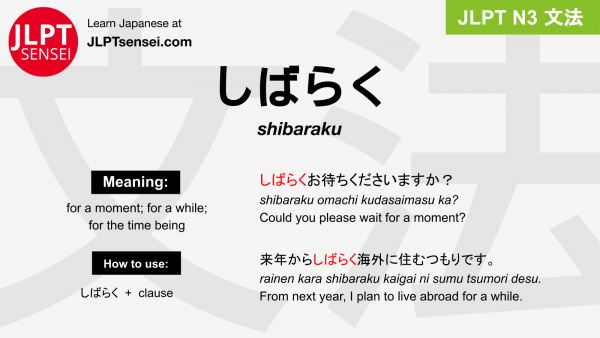 JLPT
SENSEI
Learn Japanese at
JLPTsensei.com
JLPT N3 文法
しばらく
shibaraku
Meaning:
for a moment; for a while;
for the time being
How to use:
しばらく + clause
しばらくお待ちくださいますか？
shibaraku omachi kudasaimasu ka?
Could you please wait for a moment?
来年からしばらく海外に住むつもりです。
rainen kara shibaraku kaigai ni sumu tsumori desu.
From next year, I plan to live abroad for a while.
文法